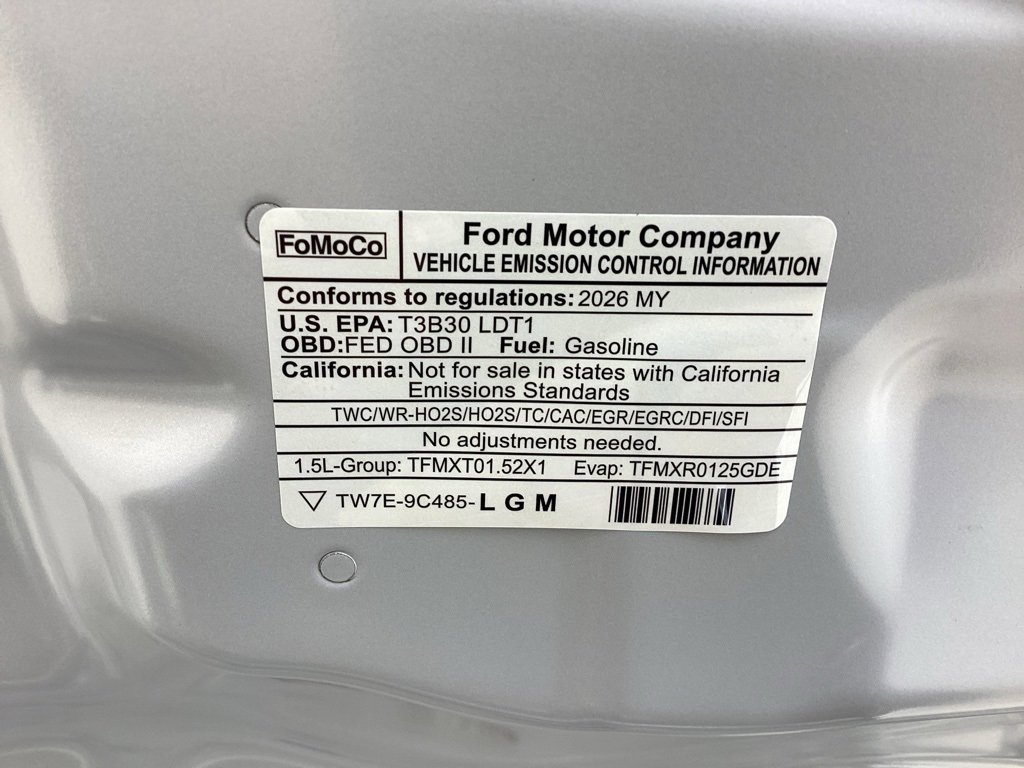 FoMoCo
Ford Motor Company
VEHICLE EMISSION CONTROL INFORMATION
Conforms to regulations: 2026 MY
U.S. EPA: T3B30 LDT1
OBD:FED OBD II Fuel: Gasoline
California: Not for sale in states with California
Emissions Standards
TWC/WR-HO2S/HO2S/TC/CAC/EGR/EGRC/DFI/SFI
No adjustments needed.
1.5L-Group: TFMXT01.52X1 Evap: TFMXR0125GDE
TW7E-9C485-L G M